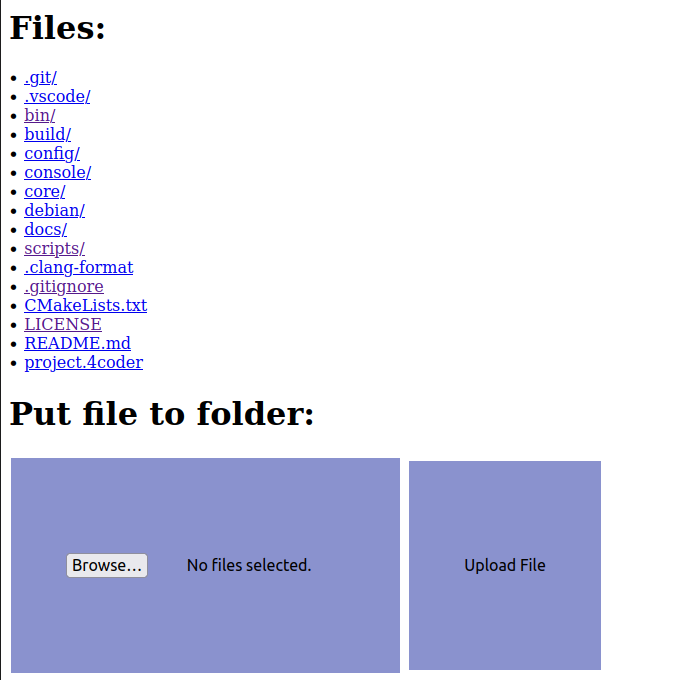 Files:
.git/
.vscode/
bin/
build/
config/
console/
core/
debian/
docs/
scripts/
.clang-format
.gitignore
CMakeLists.txt
LICENSE
README.md
project.4coder
Put file to folder:
Browse... No files selected. Upload File